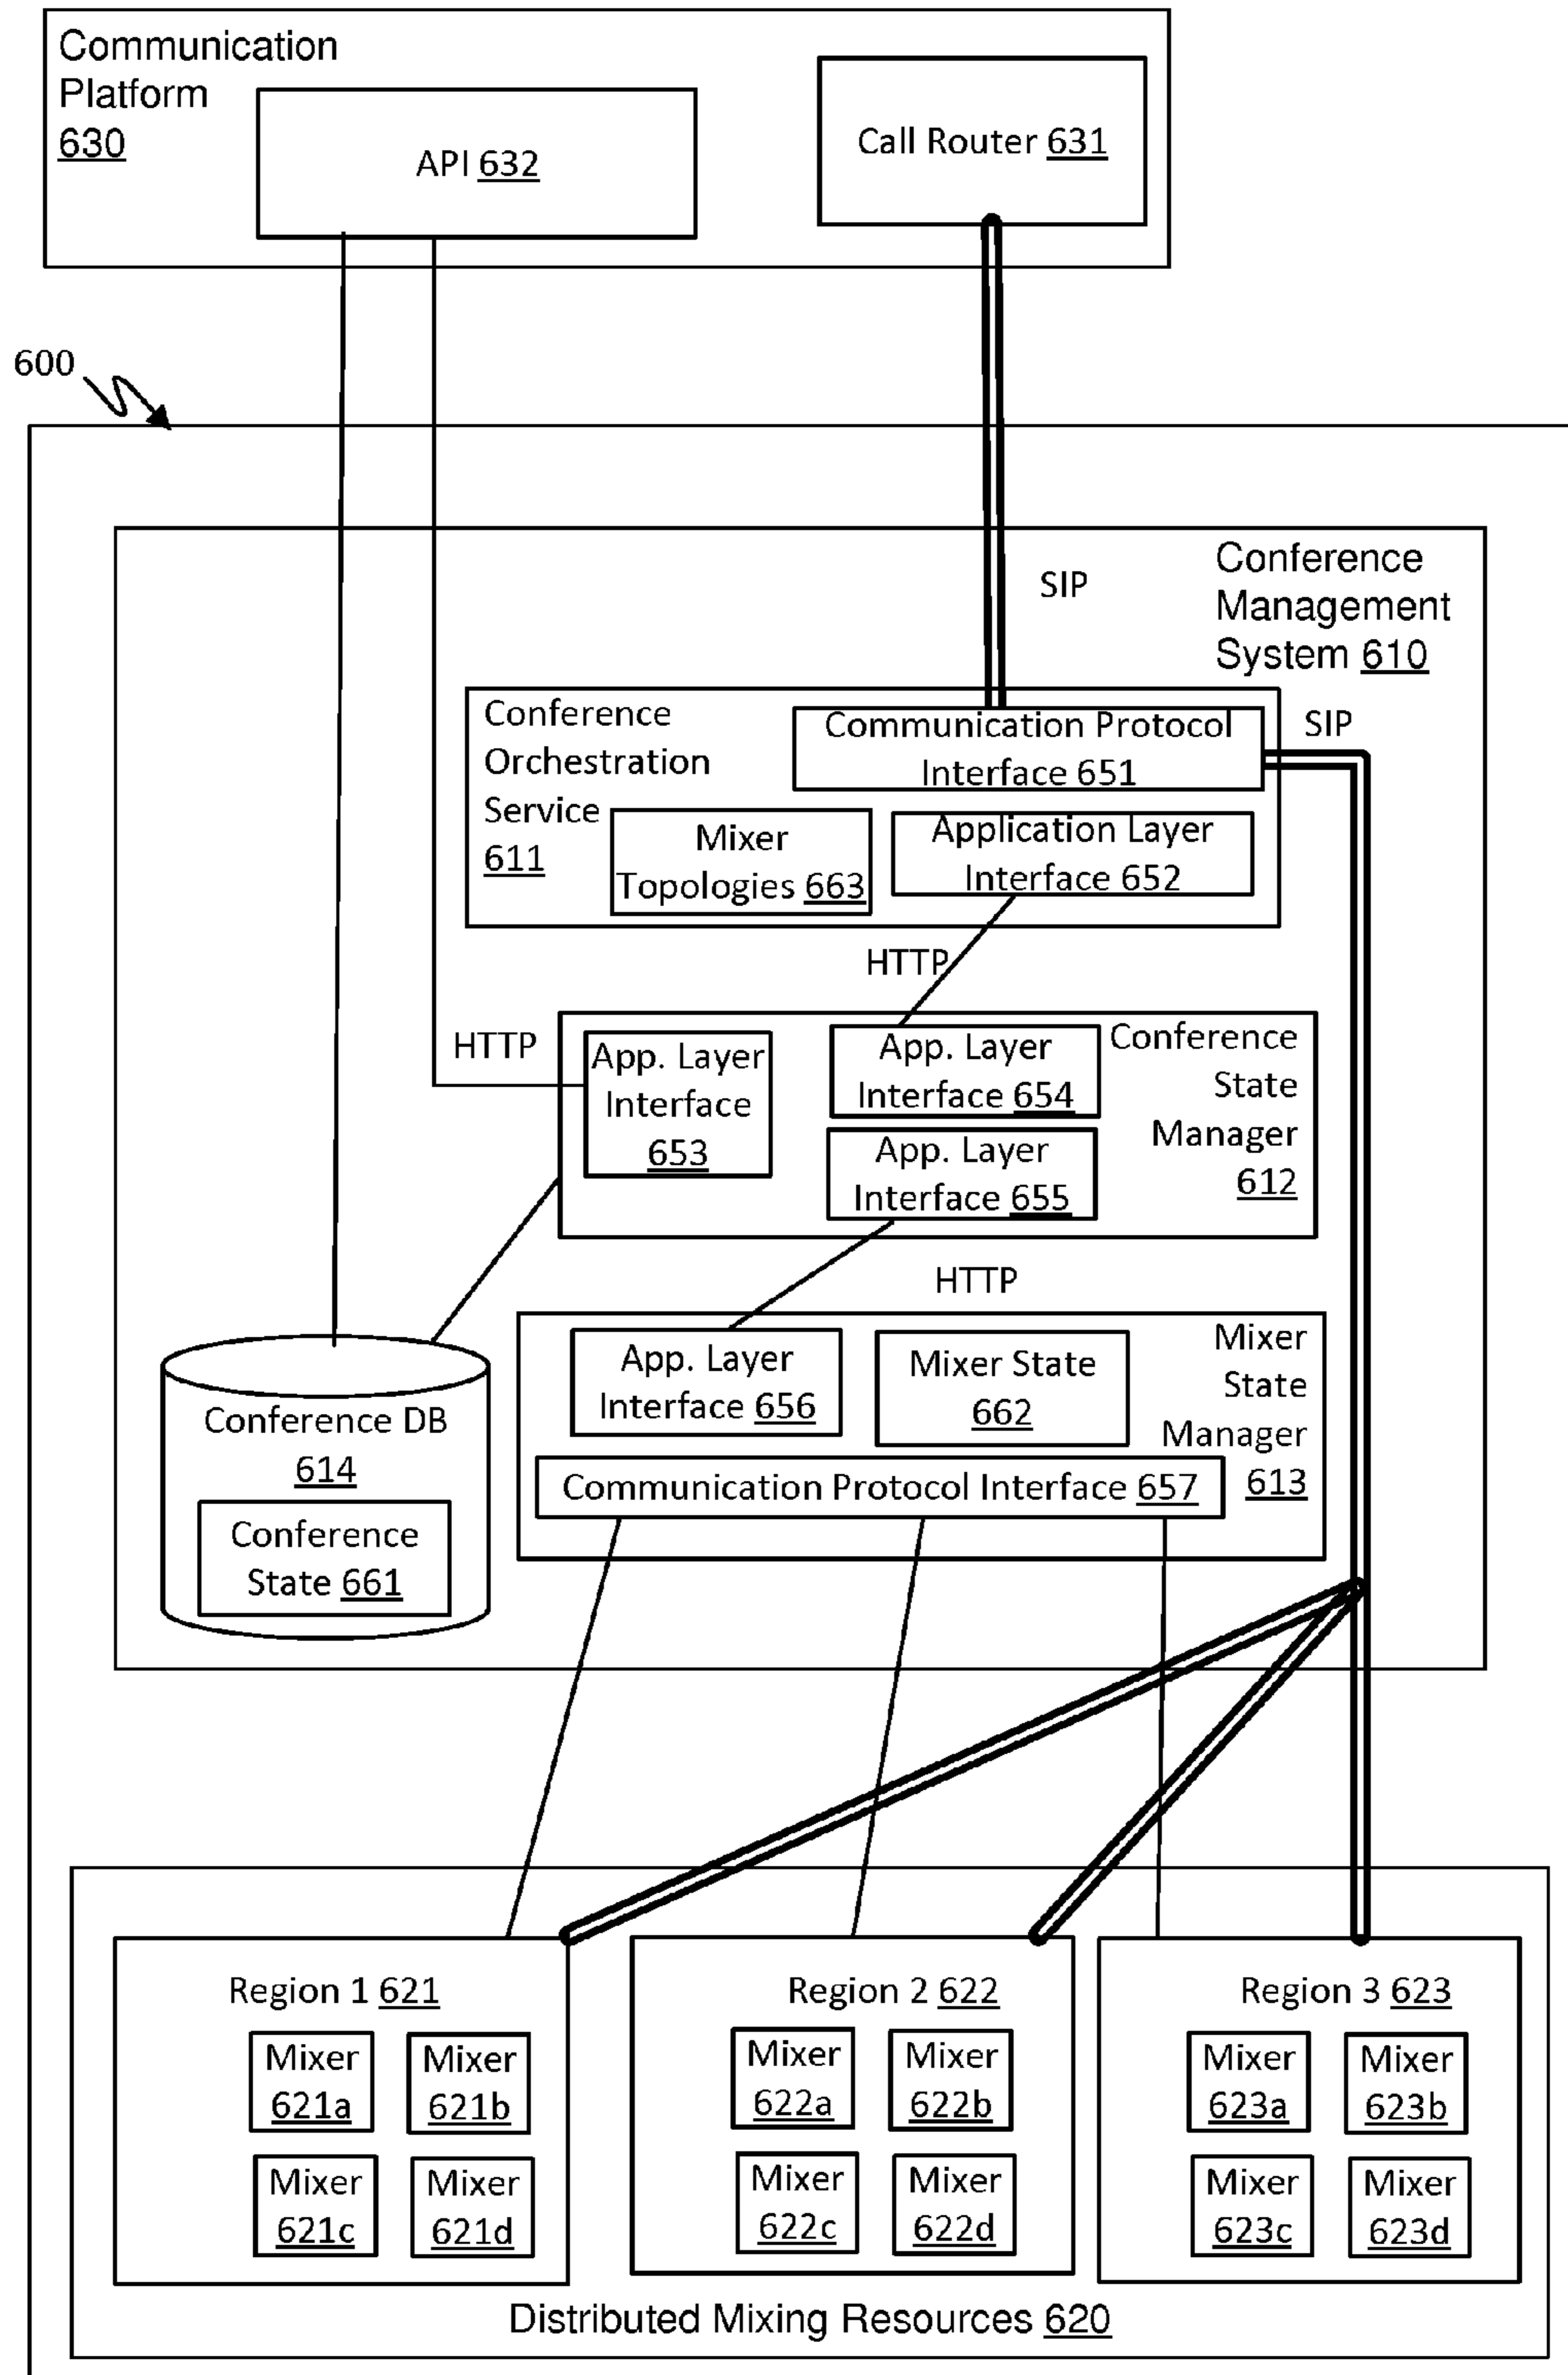 Communication
Platform
630
API 632
Call Router 631
600
SIP
Conference
Management
System 610
Conference
Orchestration
Service
611
Communication Protocol
Interface 651
SIP
Mixer
Topologies 663
Application Layer
Interface 652
HTTP
HTTP
App. Layer
Interface
653
App. Layer
Interface 654
App. Layer
Interface 655
Conference
State
Manager
612
HTTP
Conference DB
614
Conference
State 661
App. Layer
Interface 656
Mixer State
662
Mixer
State
Manager
613
Communication Protocol Interface 657
Region 1 621
Mixer
621a
Mixer
621b
Mixer
621c
Mixer
621d
Region 2 622
Mixer
622a
Mixer
622b
Mixer
622c
Mixer
622d
Region 3 623
Mixer
623a
Mixer
623b
Mixer
623c
Mixer
623d
Distributed Mixing Resources 620